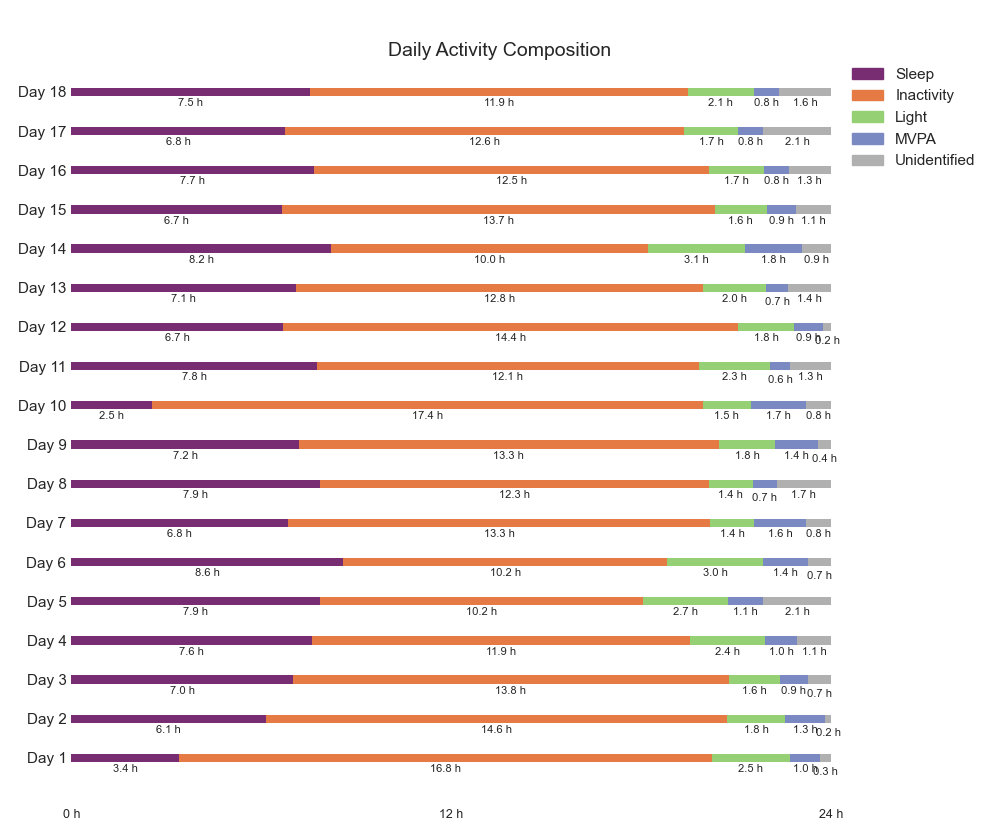 Daily Activity Composition
Sleep
Inactivity
Light
MVPA
Unidentified
Day 18
7.5 h 11.9 h 2.1 h 0.8 h 1.6 h
Day 17
6.8 h 12.6 h 1.7 h 0.8 h 2.1 h
Day 16
7.7 h 12.5 h 1.7 h 0.8 h 1.3 h
Day 15
6.7 h 13.7 h 1.6 h 0.9 h 1.1 h
Day 14
8.2 h 10.0 h 3.1 h 1.8 h 0.9 h
Day 13
7.1 h 12.8 h 2.0 h 0.7 h 1.4 h
Day 12
6.7 h 14.4 h 1.8 h 0.9 h 0.2 h
Day 11
7.8 h 12.1 h 2.3 h 0.6 h 1.3 h
Day 10
2.5 h 17.4 h 1.5 h 1.7 h 0.8 h
Day 9
7.2 h 13.3 h 1.8 h 1.4 h 0.4 h
Day 8
7.9 h 12.3 h 1.4 h 0.7 h 1.7 h
Day 7
6.8 h 13.3 h 1.4 h 1.6 h 0.8 h
Day 6
8.6 h 10.2 h 3.0 h 1.4 h 0.7 h
Day 5
7.9 h 10.2 h 2.7 h 1.1 h 2.1 h
Day 4
7.6 h 11.9 h 2.4 h 1.0 h 1.1 h
Day 3
7.0 h 13.8 h 1.6 h 0.9 h 0.7 h
Day 2
6.1 h 14.6 h 1.8 h 1.3 h 0.2 h
Day 1
3.4 h 16.8 h 2.5 h 1.0 h 0.3 h
0 h 12 h 24 h